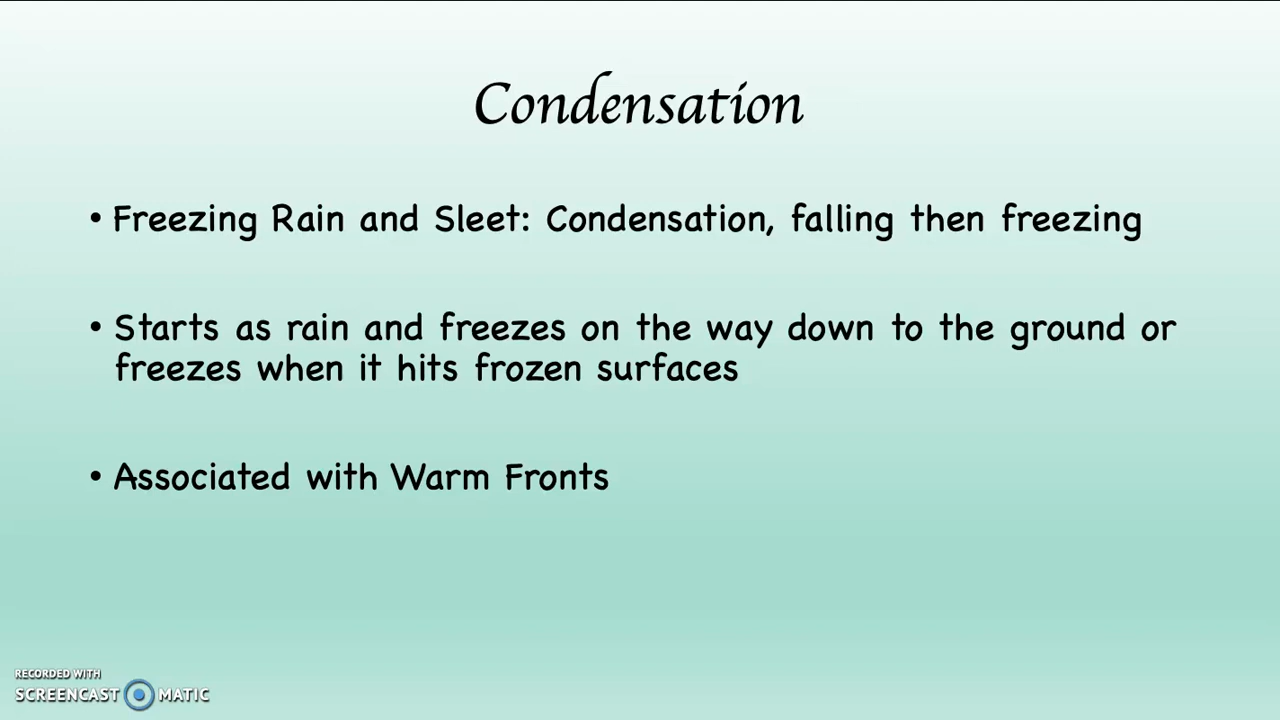 Condensation
• Freezing Rain and Sleet: Condensation, falling then freezing
• Starts as rain and freezes on the way down to the ground or
freezes when it hits frozen surfaces
• Associated with Warm Fronts
RECORDED WITH
SCREENCAST MATIC